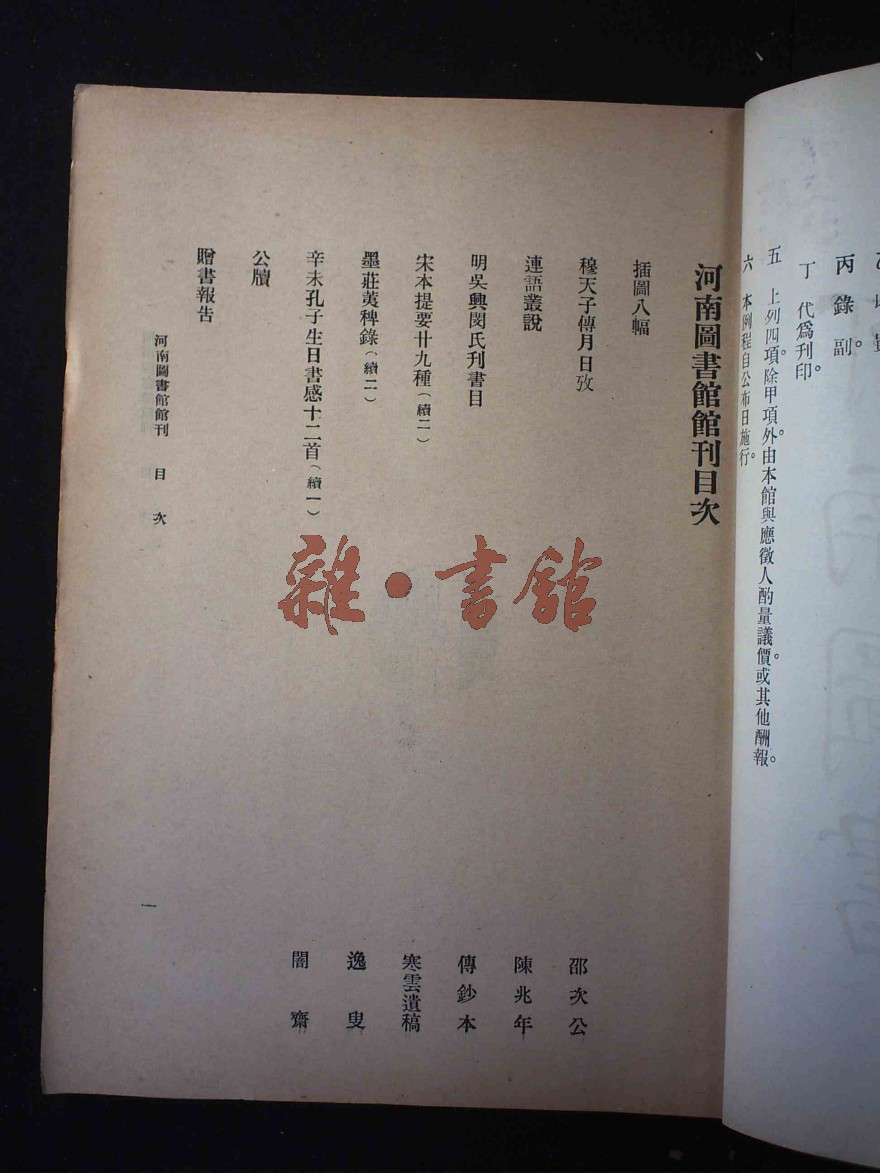 丙　錄　副。
丁　代爲刊印。
五　上列四項除甲項外。由本館與應徵人酌量議價。或其他酬報。
六　本例程自公布日施行。
河南圖書館館刊目次
插圖八幅
穆天子傳月日攷　邵次公
連語叢說　陳兆年
明吳興閔氏刊書目　傳鈔本
宋本提要廿九種（續二）　寒雲遺稿
墨莊荑稗錄（續二）　逸叟
辛未孔子生日書感十二首（續一）　闇齋
公牘
贈書報告
河南圖書館館刊　目次
一
雜·書館